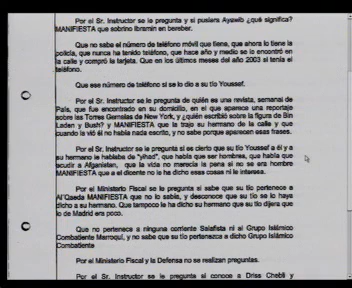 Por el Sr. Instructor se le pregunta y si pusiera Ayawib ¿qué significa?
MANIFIESTA que sobrino Ibramin en bereber.
Que no sabe el número de teléfono móvil que tiene, que ahora lo tiene la
policía, que nunca ha tenido teléfono, que hace año y medio se lo encontró en
la calle y compró la tarjeta. Que en los últimos meses del año 2003 si tenía el
teléfono.
Que ese número de teléfono si se lo dio a su tío Youssef.
Por el Sr. Instructor se le pregunta de quién es una revista, semanal de
País, que fue encontrado en su domicilio, en el que aparece una reportaje
sobre las Torres Gemelas de New York, y ¿quién escribió sobre la figura de Bin
Laden y Bush? y MANIFIESTA que la trajo su hermano de la calle y que
cuando la vió él no había nada escrito, y no sabe porque aparecen esas frases.
Por el Sr. Instructor se le pregunta si es cierto que su tío Youssef a él y a
su hermano le hablaba de "yihad", que había que ser hombres, que había que
acudir a Afganistan, que la vida no merecía la pena si no se era hombre
MANIFIESTA que a el dicente no le ha dicho esas cosas ni le interesa.
Por el Ministerio Fiscal se le pregunta si sabe que su tío pertenece a
Al'Qaeda MANIFIESTA que no lo sabía, y desconoce que su tío se lo haya
dicho a su hermano. Que tampoco le ha dicho su hermano que su tío dijera que
lo de Madrid era poco.
Que no pertenece a ninguna corriente Salafista ni al Grupo Islámico
Combatiente Marroquí, y no sabe que su tío pertenezca a dicho Grupo Islámico
Combatiente
Por el Ministerio Fiscal y la Defensa no se realizan preguntas.
Por el Sr. Instructor se le pregunta si conoce a Driss Chebli y